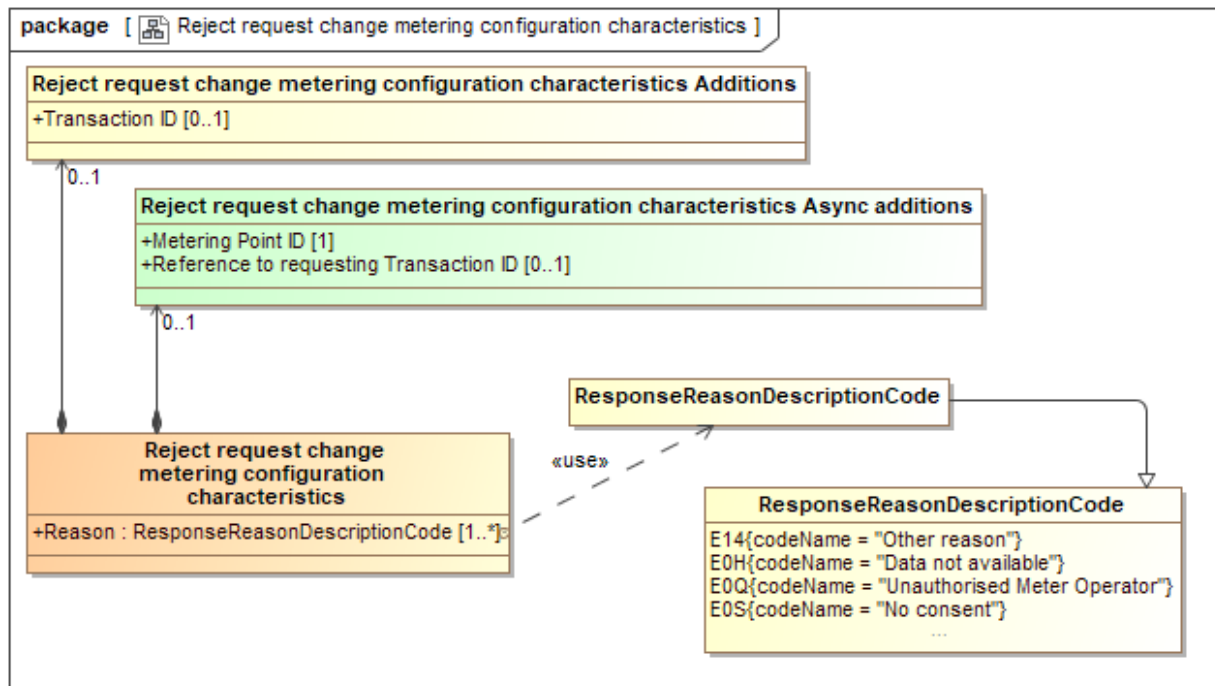 package [ Reject request change metering configuration characteristics ]
Reject request change metering configuration characteristics Additions
+Transaction ID [0..1]
0..1
Reject request change metering configuration characteristics Async additions
+Metering Point ID [1]
+Reference to requesting Transaction ID [0..1]
0..1
ResponseReasonDescriptionCode
Reject request change
metering configuration
characteristics
+Reason : ResponseReasonDescriptionCode [1..*]
«use»
ResponseReasonDescriptionCode
E14{codeName = "Other reason"}
E0H{codeName = "Data not available"}
E0Q{codeName = "Unauthorised Meter Operator"}
E0S{codeName = "No consent"}
...